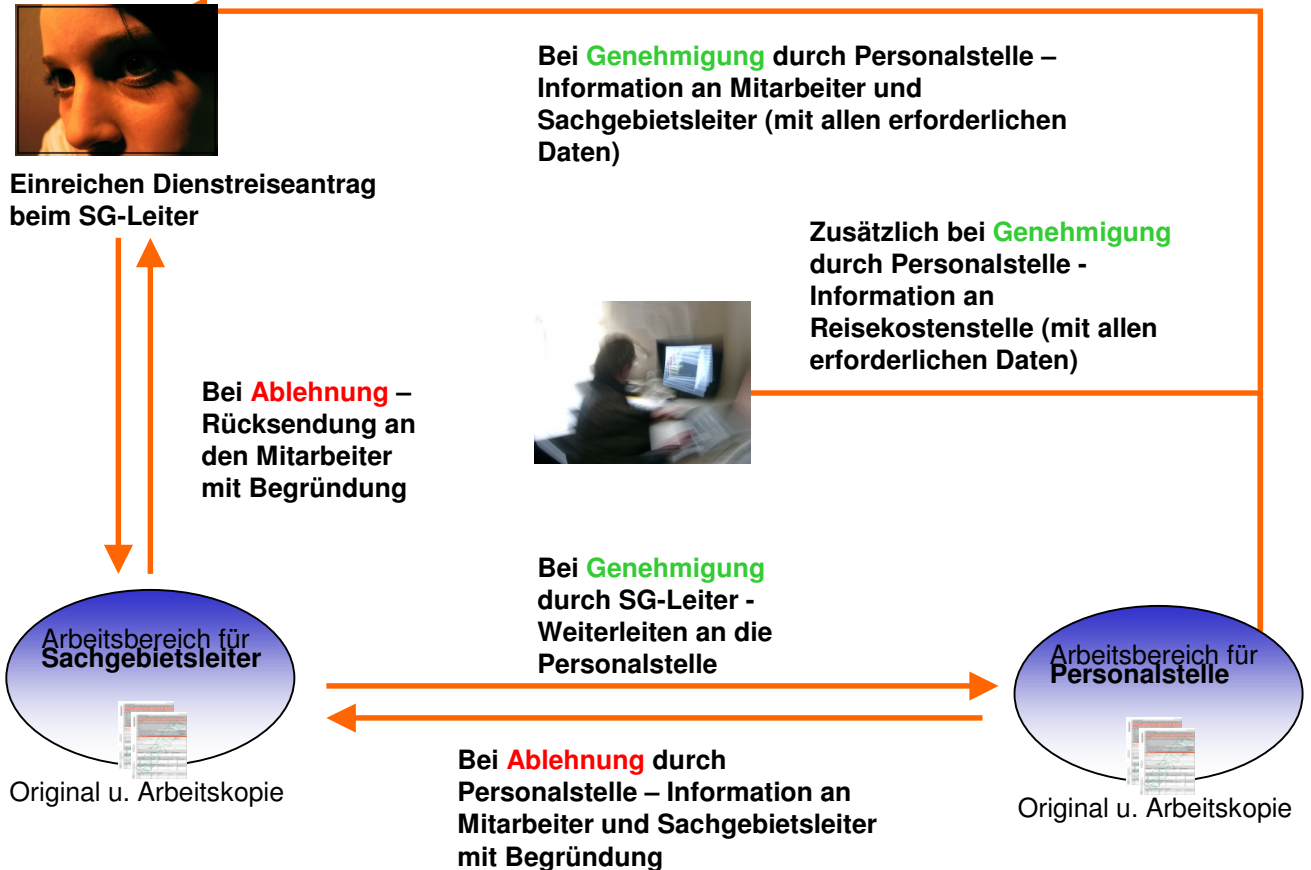 Bei Genehmigung durch Personalstelle –
Information an Mitarbeiter und
Sachgebietsleiter (mit allen erforderlichen
Daten)
Einreichen Dienstreiseantrag
beim SG-Leiter
Zusätzlich bei Genehmigung
durch Personalstelle -
Information an
Reisekostenstelle (mit allen
erforderlichen Daten)
Bei Ablehnung –
Rücksendung an
den Mitarbeiter
mit Begründung
Bei Genehmigung
durch SG-Leiter -
Weiterleiten an die
Personalstelle
Arbeitsbereich für
Sachgebietsleiter
Original u. Arbeitskopie
Arbeitsbereich für
Personalstelle
Original u. Arbeitskopie
Bei Ablehnung durch
Personalstelle – Information an
Mitarbeiter und Sachgebietsleiter
mit Begründung